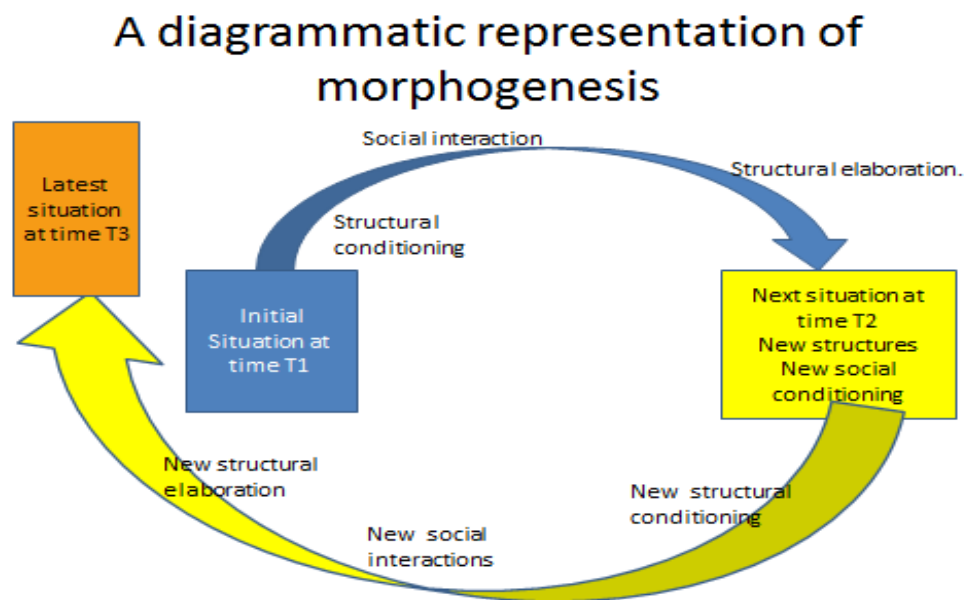 A diagrammatic representation of
morphogenesis
Social interaction
Structural elaboration.
Latest
situation
at time T3
Structural
conditioning
Initial
Situation at
time T1
Next situation at
time T2
New structures
New social
conditioning
New structural
elaboration
New structural
conditioning
New social
interactions